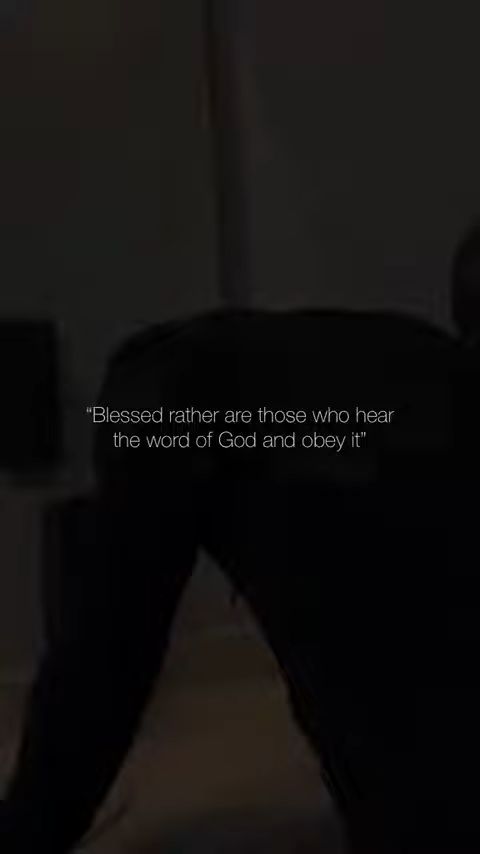 “Blessed rather are those who hear
the word of God and obey it”